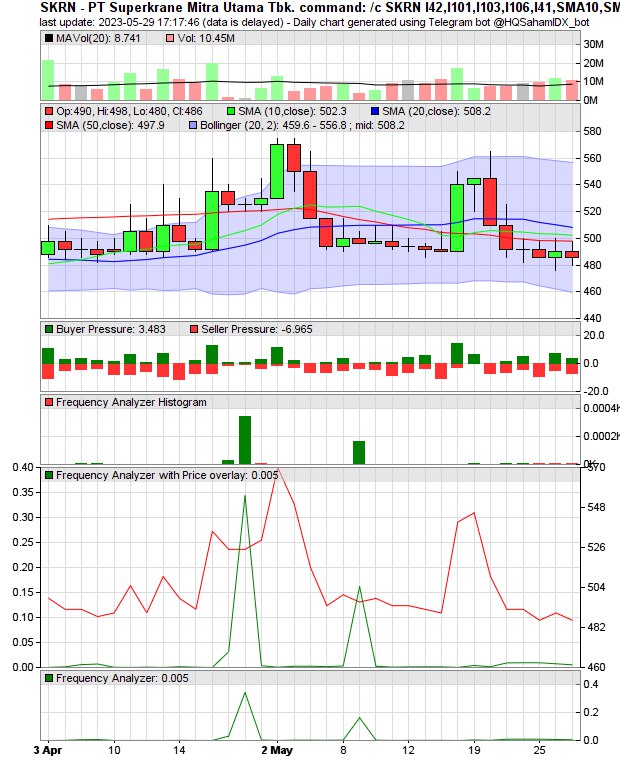 SKRN - PT Superkrane Mitra Utama Tbk. command: /c SKRN I42,I101,I103,I106,I41,SMA10,SM
last update: 2023-05-29 17:17:46 (data is delayed) - Daily chart generated using Telegram bot @HQSahamIDX_bot
MAVol(20): 8.741 Vol: 10.45M
30M
20M
10M
0M
Op:490, Hi:498, Lo:480, Cl:486 SMA (10,close): 502.3 SMA (20,close): 508.2
SMA (50,close): 497.9 Bollinger (20, 2): 459.6 - 556.8 ; mid: 508.2
580
560
540
520
500
480
460
440
Buyer Pressure: 3.483 Seller Pressure: -6.965
20.0
0.0
-20.0
Frequency Analyzer Histogram
0.0004K
0.0002K
0K
Frequency Analyzer with Price overlay: 0.005
0.40
0.35
0.30
0.25
0.20
0.15
0.10
0.05
0.00
570
548
526
504
482
460
Frequency Analyzer: 0.005
0.4
0.2
0.0
3 Apr 10 14 2 May 8 12 19 25